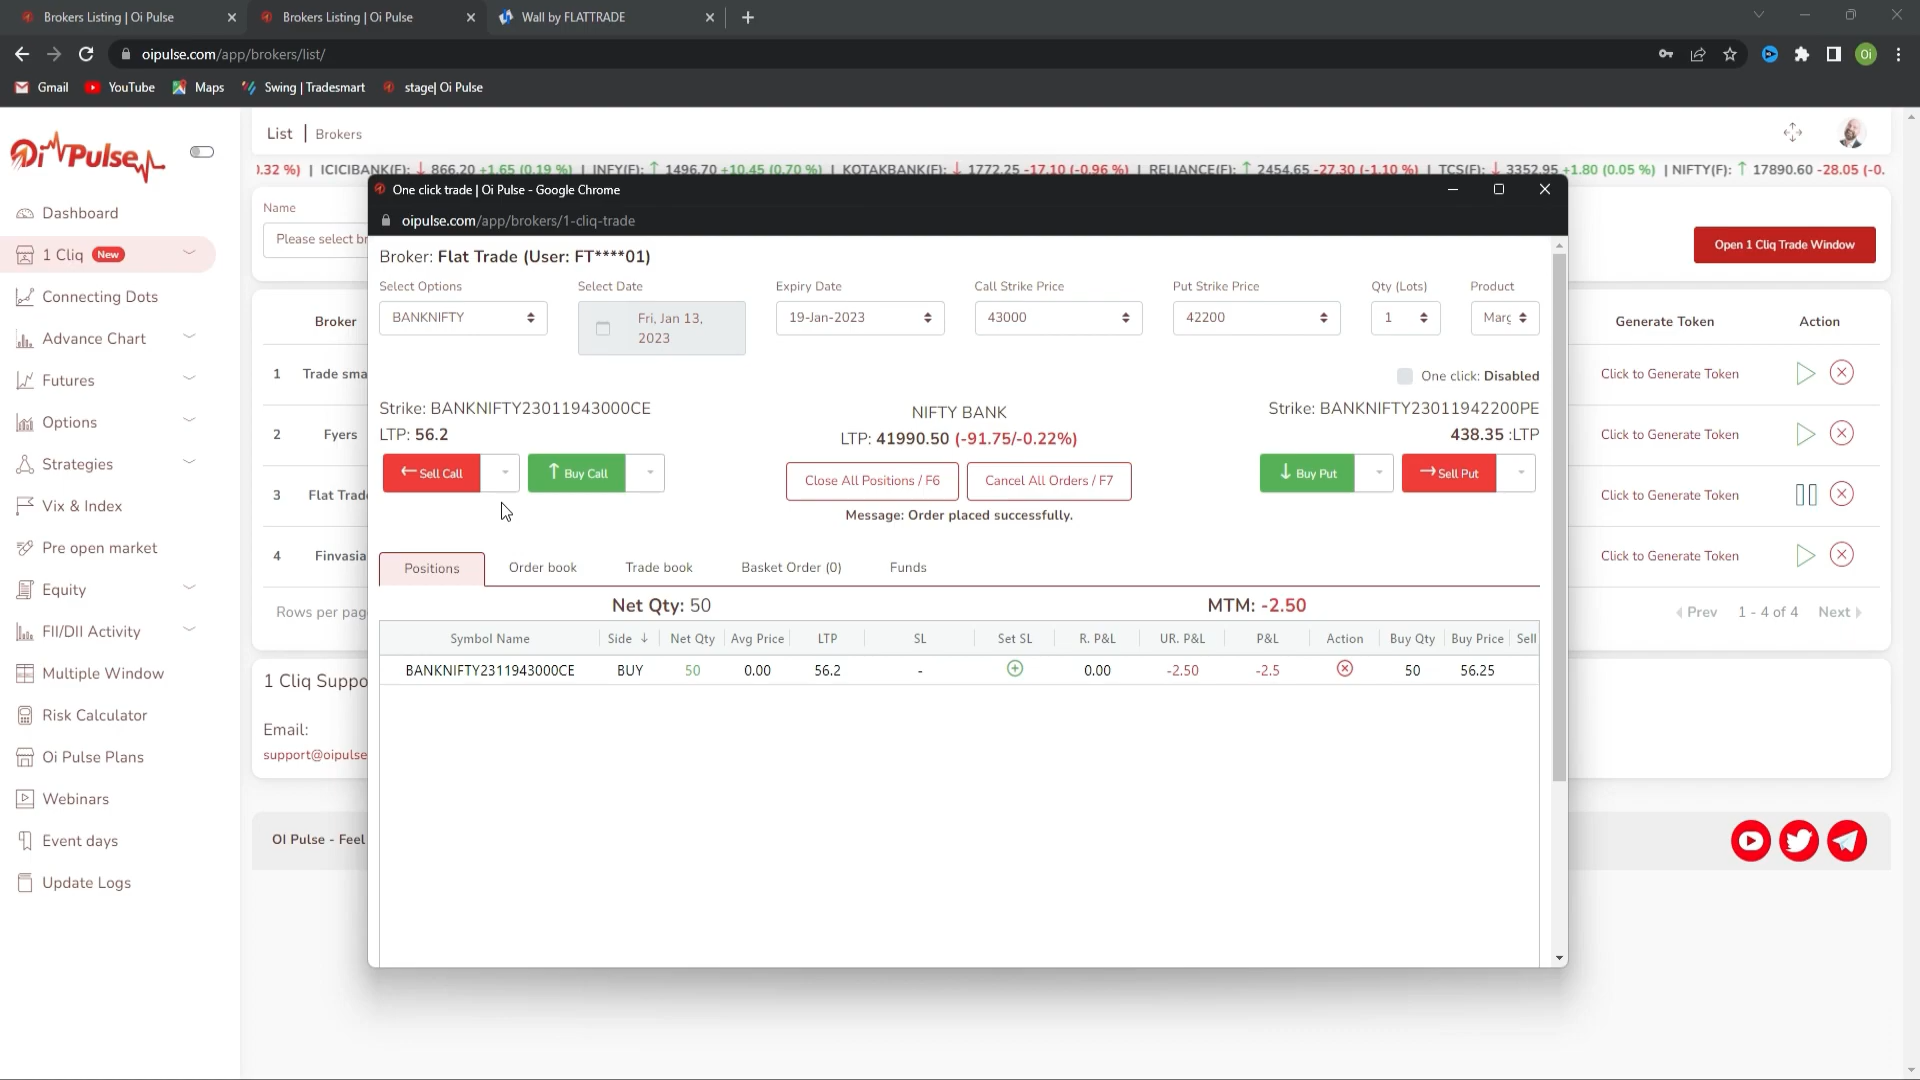 Brokers Listing | Oi Pulse
Brokers Listing | Oi Pulse
Wall by FLATTRADE
oipulse.com/app/brokers/list/
Oi
Gmail
YouTube
Maps
Swing | Tradesmart
stage| Oi Pulse
Oi Pulse
List | Brokers
0.32 %) | ICICIBANK(F): ↓ 866.20 +1.65 (0.19 %) | INFY(F): ↑ 1496.70 +10.45 (0.70 %) | KOTAKBANK(F): ↓ 1772.25 -17.10 (-0.96 %) | RELIANCE(F): ↑ 2454.65 -27.30 (-1.10 %) | TCS(F): ↓ 3352.95 +1.80 (0.05 %) | NIFTY(F): ↑ 17890.60 -28.05 (-0.
Dashboard
1 Cliq New
Connecting Dots
Advance Chart
Futures
Options
Strategies
Vix & Index
Pre open market
Equity
FII/DII Activity
Multiple Window
Risk Calculator
Oi Pulse Plans
Webinars
Event days
Update Logs
Name
Please select br
Open 1 Cliq Trade Window
Broker
Generate Token
Action
1 Trade sma
Click to Generate Token
2 Fyers
Click to Generate Token
3 Flat Trad
Click to Generate Token
4 Finvasia
Click to Generate Token
Rows per pag
Prev 1 - 4 of 4 Next
1 Cliq Suppo
Email:
support@oipulse
OI Pulse - Feel
One click trade | Oi Pulse - Google Chrome
oipulse.com/app/brokers/1-cliq-trade
Broker: Flat Trade (User: FT****01)
Select Options
Select Date
Expiry Date
Call Strike Price
Put Strike Price
Qty (Lots)
Product
BANKNIFTY
Fri, Jan 13,
2023
19-Jan-2023
43000
42200
1
Marg
One click: Disabled
Strike: BANKNIFTY23011943000CE
NIFTY BANK
Strike: BANKNIFTY23011942200PE
LTP: 56.2
LTP: 41990.50 (-91.75/-0.22%)
438.35 :LTP
← Sell Call
↑ Buy Call
Close All Positions / F6
Cancel All Orders / F7
↓ Buy Put
→ Sell Put
Message: Order placed successfully.
Positions
Order book
Trade book
Basket Order (0)
Funds
Net Qty: 50
MTM: -2.50
Symbol Name Side ↓ Net Qty Avg Price LTP SL Set SL R. P&L UR. P&L P&L Action Buy Qty Buy Price Sell
BANKNIFTY2311943000CE BUY 50 0.00 56.2 - 0.00 -2.50 -2.5 50 56.25